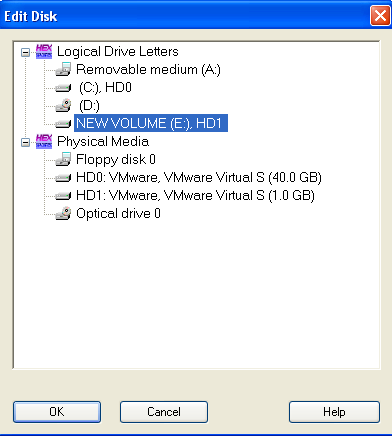 Edit Disk
Logical Drive Letters
Removable medium (A:)
(C:), HD0
(D:)
NEW VOLUME (E:), HD1
Physical Media
Floppy disk 0
HD0: VMware, VMware Virtual S (40.0 GB)
HD1: VMware, VMware Virtual S (1.0 GB)
Optical drive 0
OK
Cancel
Help